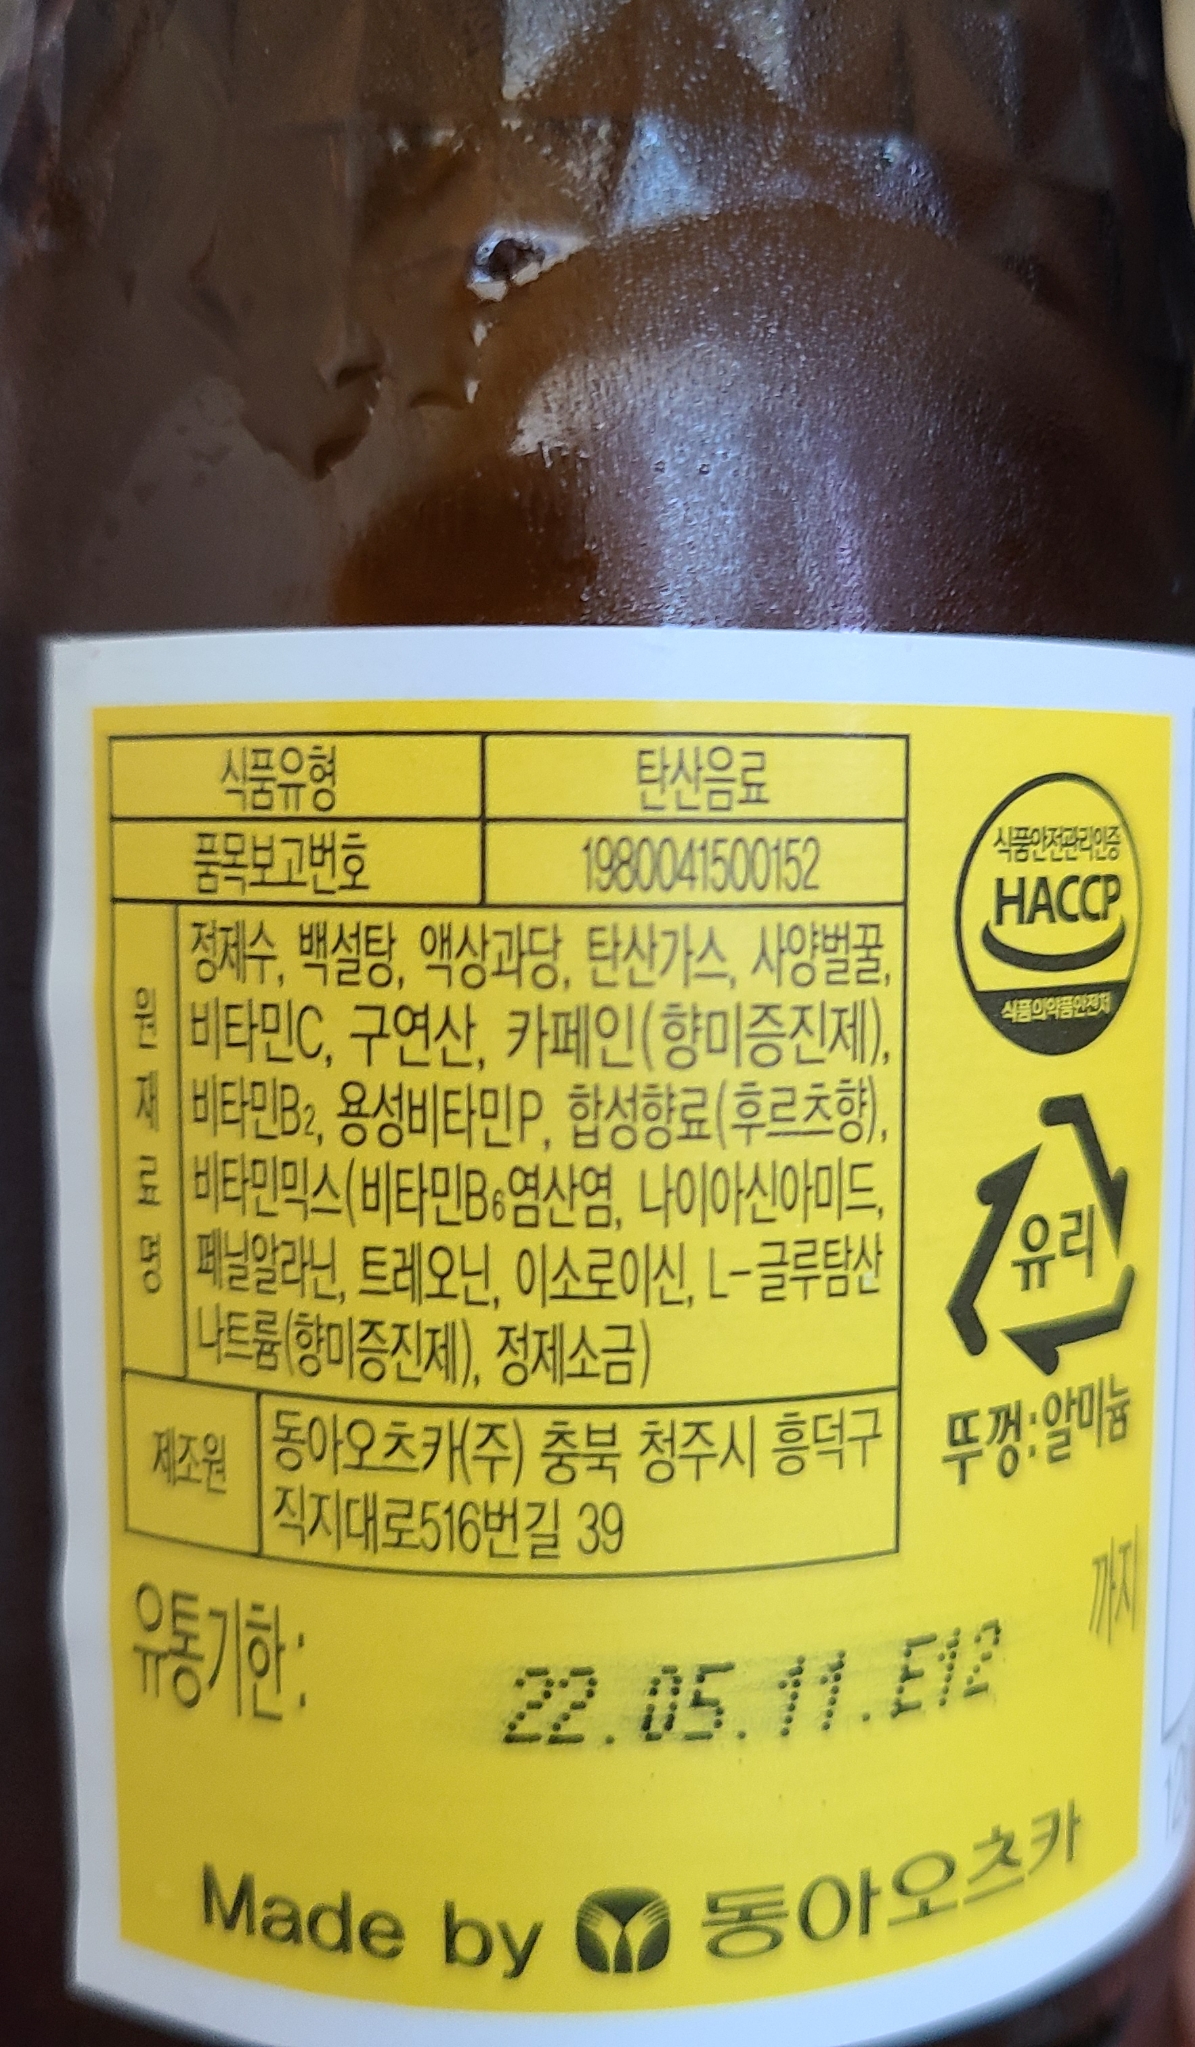 식품유형 탄산음료
품목보고번호 1980041500152
원재료명
정제수, 백설탕, 액상과당, 탄산가스, 사양벌꿀,
비타민C, 구연산, 카페인(향미증진제),
비타민B₂, 용성비타민P, 합성향료(후르츠향),
비타민믹스(비타민B₆염산염, 나이아신아미드,
페닐알라닌, 트레오닌, 이소로이신, L-글루탐산
나트륨(향미증진제), 정제소금)
제조원
동아오츠카(주) 충북 청주시 흥덕구
직지대로516번길 39
식품안전관리인증
HACCP
식품의약품안전처
유리
뚜껑:알미늄
유통기한: 22.05.11. 까지
Made by 동아오츠카